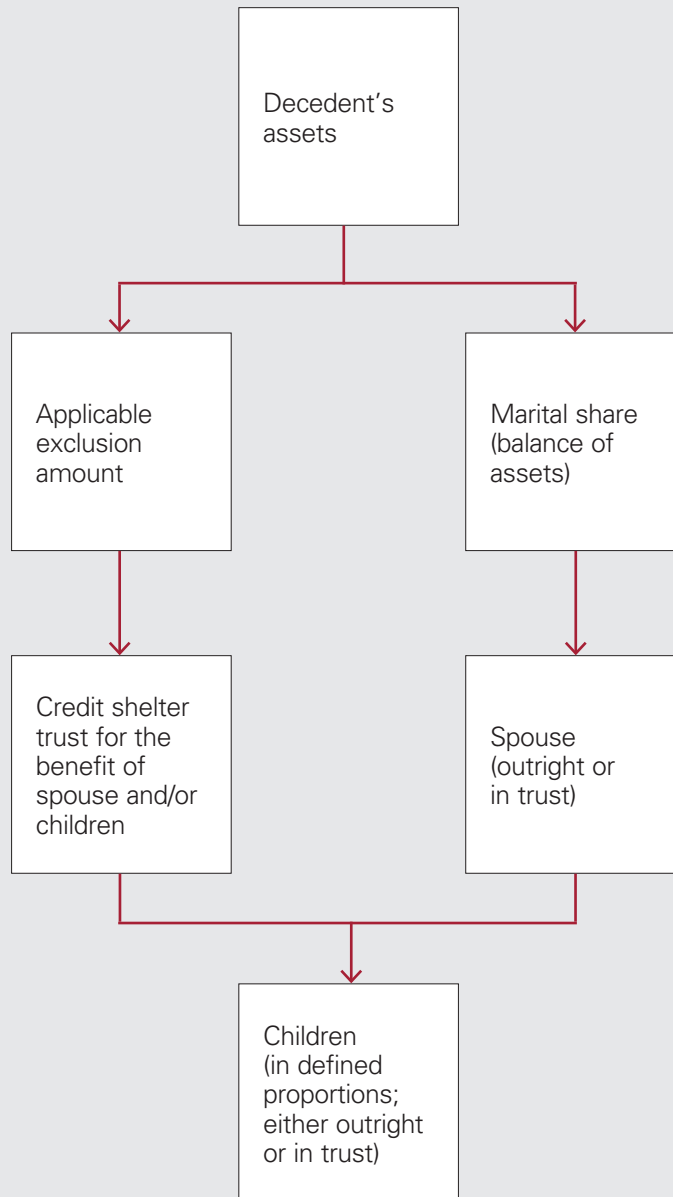 Decedent’s
assets
Applicable
exclusion
amount
Marital share
(balance of
assets)
Credit shelter
trust for the
benefit of
spouse and/or
children
Spouse
(outright or
in trust)
Children
(in defined
proportions;
either outright
or in trust)